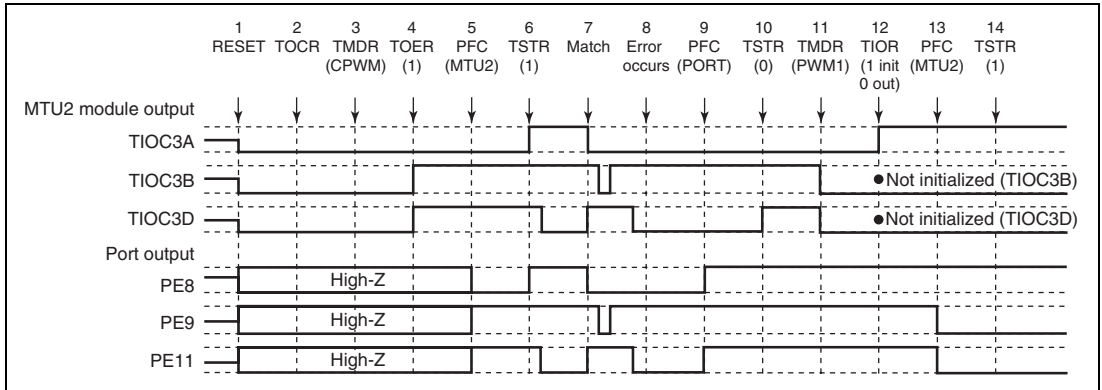 1 2 3 4 5 6 7 8 9 10 11 12 13 14
RESET TOCR TMDR TOER PFC TSTR Match Error PFC TSTR TMDR TIOR PFC TSTR
(CPWM) (1) (MTU2) (1) occurs (PORT) (0) (PWM1) (1 init (MTU2) (1)
0 out)
MTU2 module output
TIOC3A
TIOC3B ●Not initialized (TIOC3B)
TIOC3D ●Not initialized (TIOC3D)
Port output
PE8 High-Z
PE9 High-Z
PE11 High-Z